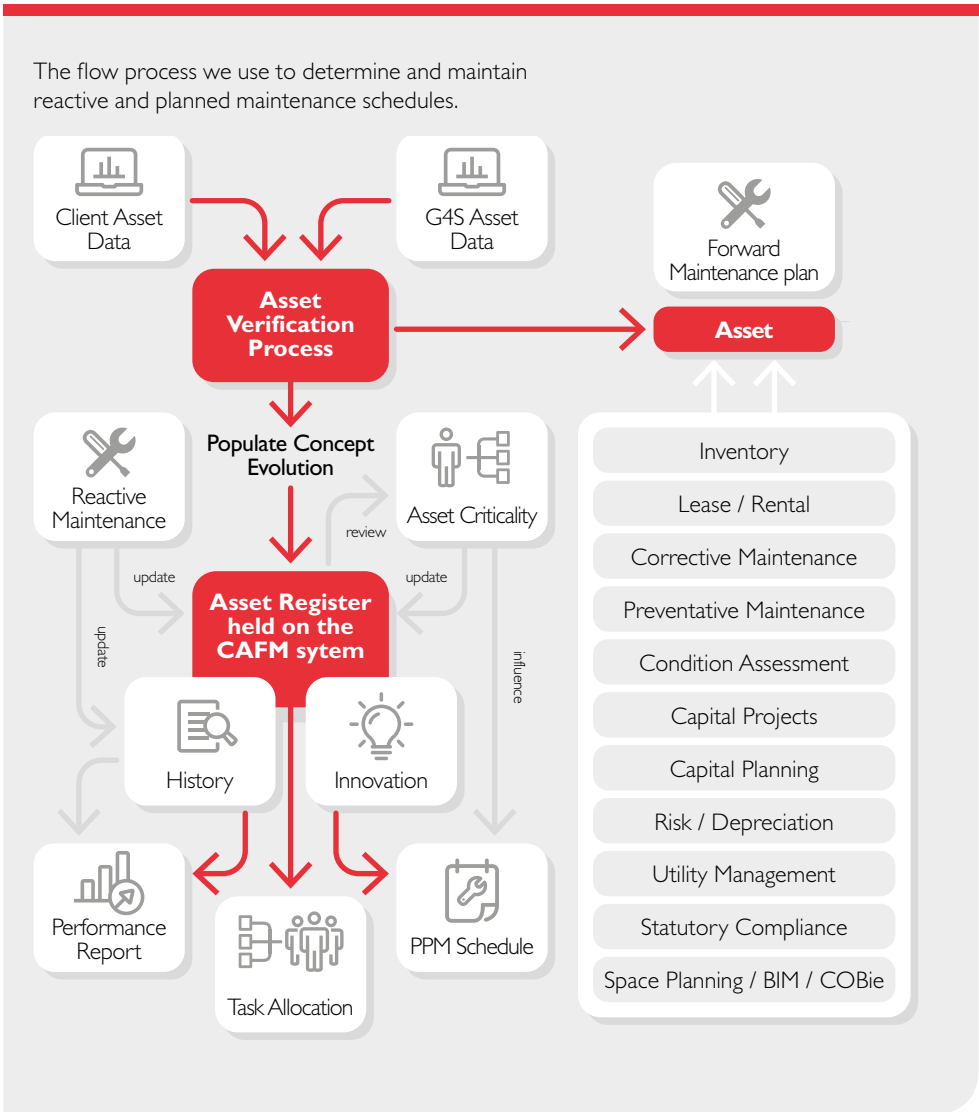 The flow process we use to determine and maintain
reactive and planned maintenance schedules.
Client Asset
Data
G4S Asset
Data
Forward
Maintenance plan
Asset
Verification
Process
Asset
Populate Concept
Evolution
Reactive
Maintenance
Asset Criticality
review
update
update
update
influence
Asset Register
held on the
CAFM sytem
History
Innovation
Performance
Report
Task Allocation
PPM Schedule
Inventory
Lease / Rental
Corrective Maintenance
Preventative Maintenance
Condition Assessment
Capital Projects
Capital Planning
Risk / Depreciation
Utility Management
Statutory Compliance
Space Planning / BIM / COBie